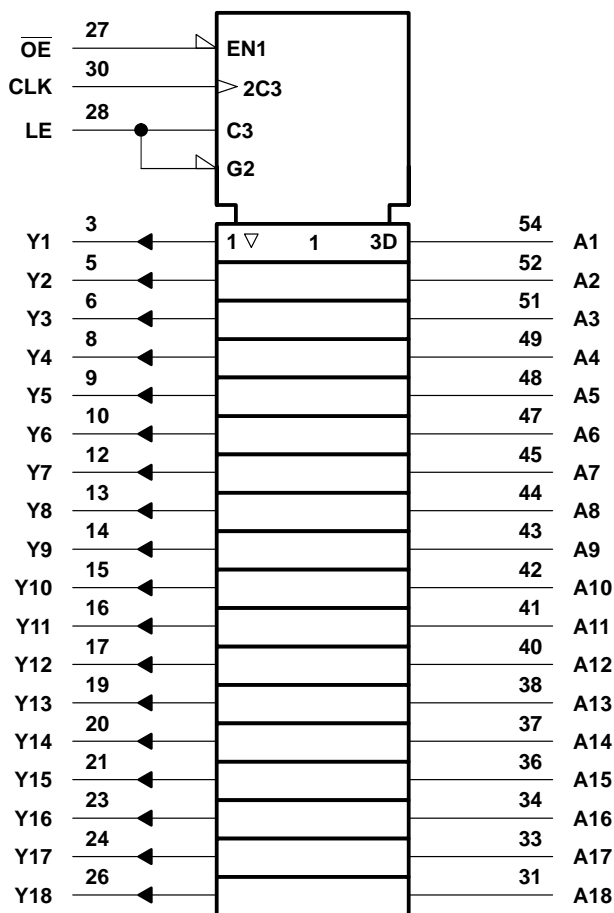 OE 27 EN1
CLK 30 2C3
LE 28 C3
G2
Y1 3 1 ▽ 1 3D 54 A1
Y2 5 52 A2
Y3 6 51 A3
Y4 8 49 A4
Y5 9 48 A5
Y6 10 47 A6
Y7 12 45 A7
Y8 13 44 A8
Y9 14 43 A9
Y10 15 42 A10
Y11 16 41 A11
Y12 17 40 A12
Y13 19 38 A13
Y14 20 37 A14
Y15 21 36 A15
Y16 23 34 A16
Y17 24 33 A17
Y18 26 31 A18